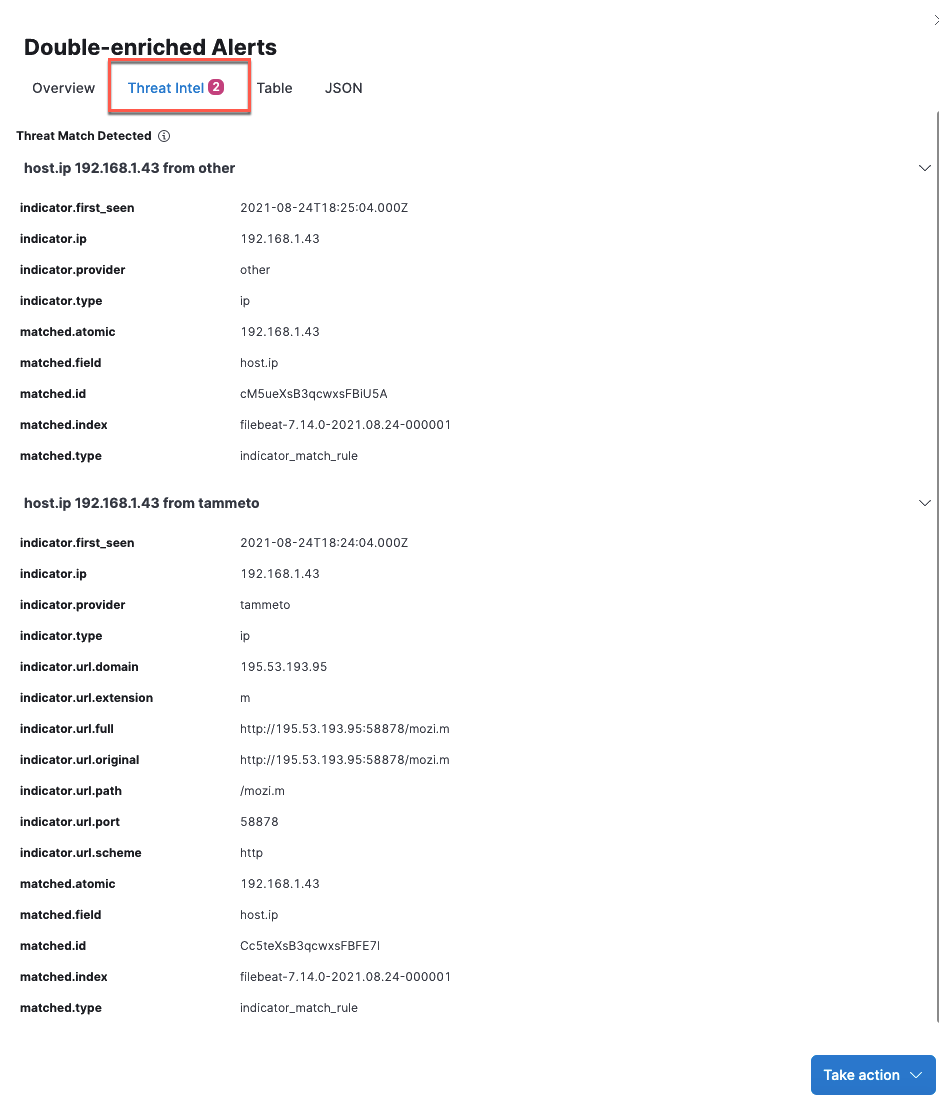 Double-enriched Alerts
Overview Threat Intel 2 Table JSON
Threat Match Detected
host.ip 192.168.1.43 from other
indicator.first_seen 2021-08-24T18:25:04.000Z
indicator.ip 192.168.1.43
indicator.provider other
indicator.type ip
matched.atomic 192.168.1.43
matched.field host.ip
matched.id cM5ueXsB3qcwxsFBiU5A
matched.index filebeat-7.14.0-2021.08.24-000001
matched.type indicator_match_rule
host.ip 192.168.1.43 from tammeto
indicator.first_seen 2021-08-24T18:24:04.000Z
indicator.ip 192.168.1.43
indicator.provider tammeto
indicator.type ip
indicator.url.domain 195.53.193.95
indicator.url.extension m
indicator.url.full http://195.53.193.95:58878/mozi.m
indicator.url.original http://195.53.193.95:58878/mozi.m
indicator.url.path /mozi.m
indicator.url.port 58878
indicator.url.scheme http
matched.atomic 192.168.1.43
matched.field host.ip
matched.id Cc5teXsB3qcwxsFBFE7l
matched.index filebeat-7.14.0-2021.08.24-000001
matched.type indicator_match_rule
Take action